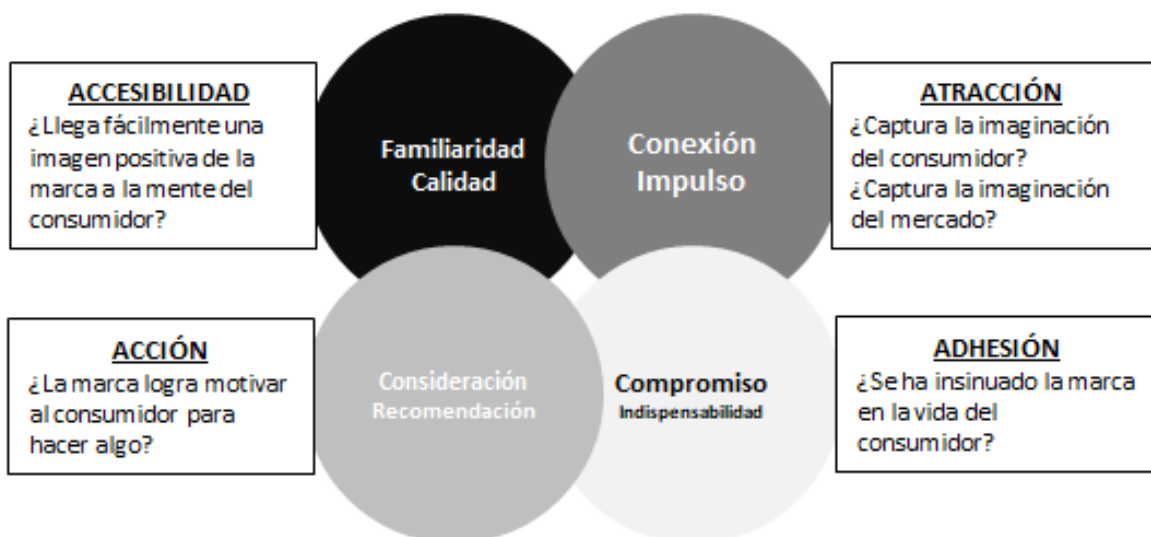 ACCESIBILIDAD
¿Llega fácilmente una
imagen positiva de la
marca a la mente del
consumidor?
Familiaridad
Calidad
Conexión
Impulso
ATRACCIÓN
¿Captura la imaginación
del consumidor?
¿Captura la imaginación
del mercado?
ACCIÓN
¿La marca logra motivar
al consumidor para
hacer algo?
Consideración
Recomendación
Compromiso
Indispensabilidad
ADHESIÓN
¿Se ha insinuado la marca
en la vida del
consumidor?